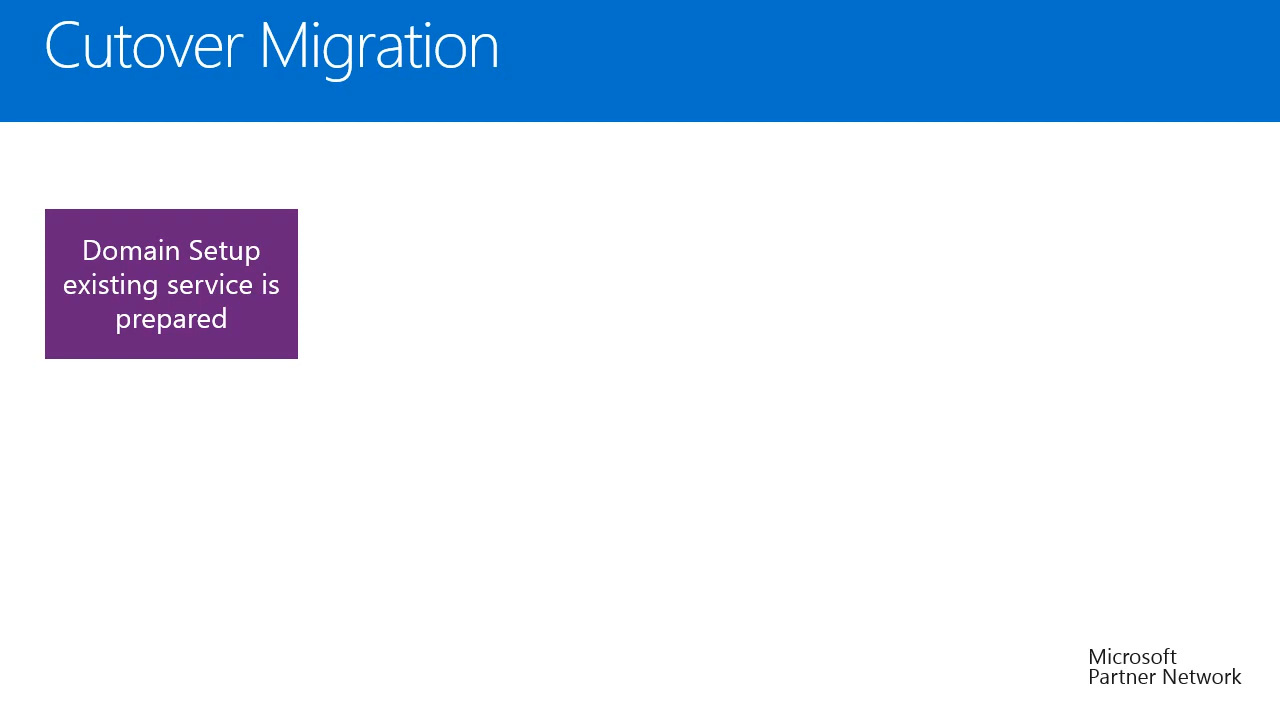 Cutover Migration
Domain Setup
existing service is
prepared
Microsoft
Partner Network